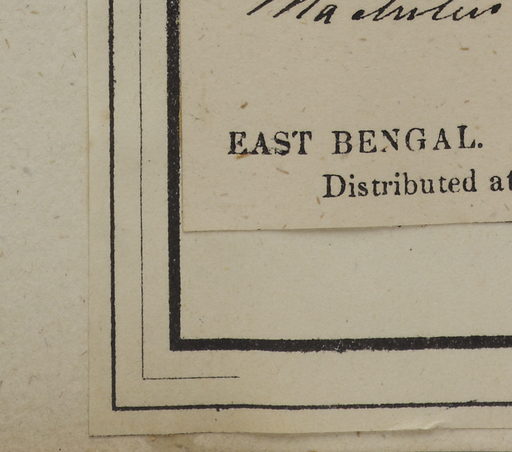 EAST BENGAL.
Distributed at